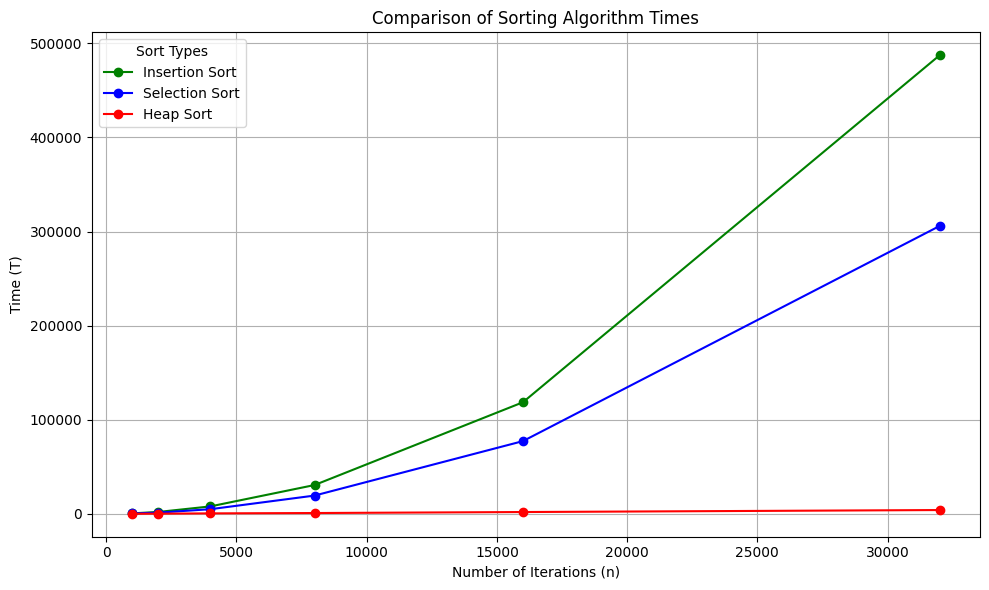 Comparison of Sorting Algorithm Times
Sort Types
Insertion Sort
Selection Sort
Heap Sort
500000
400000
300000
200000
100000
0
Time (T)
0 5000 10000 15000 20000 25000 30000
Number of Iterations (n)